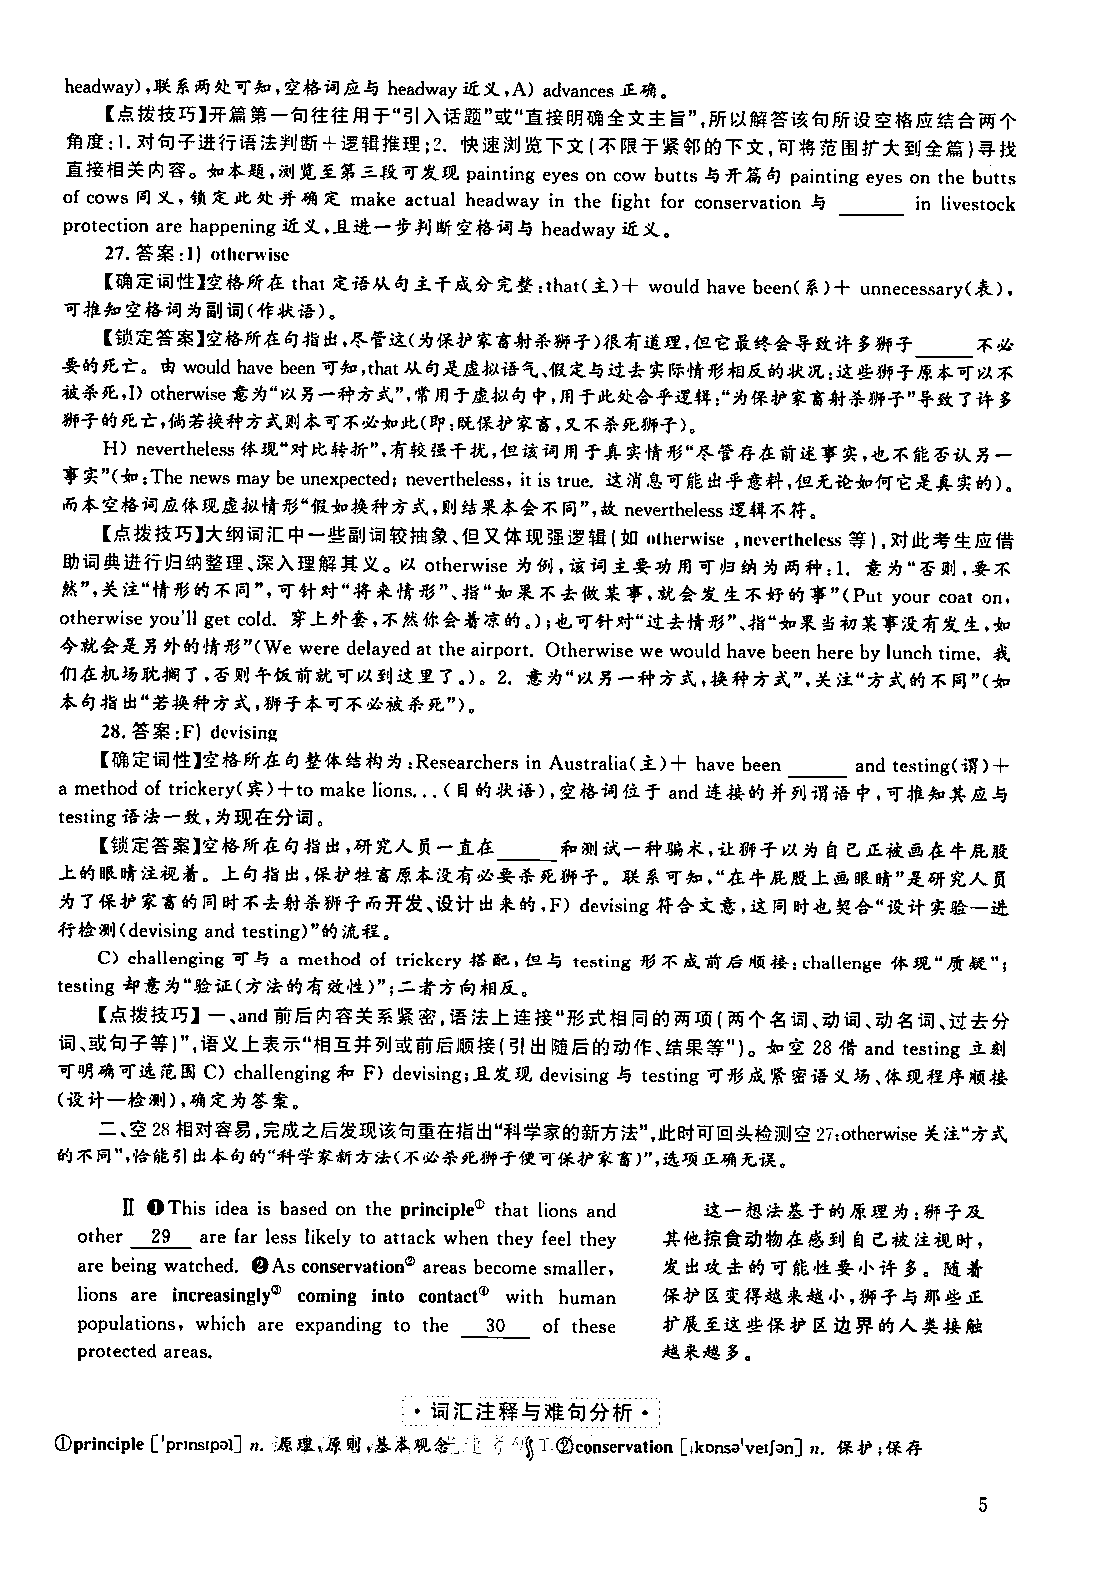 headway),联系两处可知,空格词应与 headway 近义,A) advances 正确。
【点拨技巧】开篇第一句往往用于“引入话题”或“直接明确全文主旨”,所以解答该句所设空格应结合两个
角度:1. 对句子进行语法判断+逻辑推理;2. 快速浏览下文(不限于紧邻的下文,可将范围扩大到全篇)寻找
直接相关内容。如本题,浏览至第三段可发现 painting eyes on cow butts 与开篇句 painting eyes on the butts
of cows 同义,锁定此处并确定 make actual headway in the fight for conservation 与 ______ in livestock
protection are happening 近义,且进一步判断空格词与 headway 近义。
27. 答案:I) otherwise
【确定词性】空格所在 that 定语从句主干成分完整:that(主)+ would have been(系)+ unnecessary(表),
可推知空格词为副词(作状语)。
【锁定答案】空格所在句指出,尽管这(为保护家畜射杀狮子)很有道理,但它最终会导致许多狮子______不必
要的死亡。由 would have been 可知,that 从句是虚拟语气、假定与过去实际情形相反的状况:这些狮子原本可以不
被杀死,I) otherwise 意为“以另一种方式”,常用于虚拟句中,用于此处合乎逻辑:“为保护家畜射杀狮子”导致了许多
狮子的死亡,倘若换种方式则本可不必如此(即:既保护家畜,又不杀死狮子)。
H) nevertheless 体现“对比转折”,有较强干扰,但该词用于真实情形“尽管存在前述事实,也不能否认另一
事实”(如:The news may be unexpected; nevertheless, it is true. 这消息可能出乎意料,但无论如何它是真实的)。
而本空格词应体现虚拟情形“假如换种方式,则结果本会不同”,故 nevertheless 逻辑不符。
【点拨技巧】大纲词汇中一些副词较抽象、但又体现强逻辑(如 otherwise ,nevertheless 等),对此考生应借
助词典进行归纳整理、深入理解其义。以 otherwise 为例,该词主要功用可归纳为两种:1. 意为“否则,要不
然”,关注“情形的不同”,可针对“将来情形”、指“如果不去做某事,就会发生不好的事”(Put your coat on,
otherwise you'll get cold. 穿上外套,不然你会着凉的。);也可针对“过去情形”、指“如果当初某事没有发生,如
今就会是另外的情形”(We were delayed at the airport. Otherwise we would have been here by lunch time. 我
们在机场耽搁了,否则午饭前就可以到这里了。)。2. 意为“以另一种方式,换种方式”,关注“方式的不同”(如
本句指出“若换种方式,狮子本可不必被杀死”)。
28. 答案:F) devising
【确定词性】空格所在句整体结构为:Researchers in Australia(主)+ have been ______ and testing(谓)+
a method of trickery(宾)+to make lions...(目的状语),空格词位于 and 连接的并列谓语中,可推知其应与
testing 语法一致,为现在分词。
【锁定答案】空格所在句指出,研究人员一直在______和测试一种骗术,让狮子以为自己正被画在牛屁股
上的眼睛注视着。上句指出,保护牲畜原本没有必要杀死狮子。联系可知,“在牛屁股上画眼睛”是研究人员
为了保护家畜的同时不去射杀狮子而开发、设计出来的,F) devising 符合文意,这同时也契合“设计实验—进
行检测(devising and testing)”的流程。
C) challenging 可与 a method of trickery 搭配,但与 testing 形不成前后顺接:challenge 体现“质疑”;
testing 却意为“验证(方法的有效性)”;二者方向相反。
【点拨技巧】一、and 前后内容关系紧密,语法上连接“形式相同的两项(两个名词、动词、动名词、过去分
词、或句子等)”,语义上表示“相互并列或前后顺接(引出随后的动作、结果等”)。如空 28 借 and testing 立刻
可明确可选范围 C) challenging 和 F) devising;且发现 devising 与 testing 可形成紧密语义场、体现程序顺接
(设计—检测),确定为答案。
二、空 28 相对容易,完成之后发现该句重在指出“科学家的新方法”,此时可回头检测空 27:otherwise 关注“方式
的不同”,恰能引出本句的“科学家新方法(不必杀死狮子便可保护家畜)”,选项正确无误。
Ⅱ ❶This idea is based on the principle① that lions and
other 29 are far less likely to attack when they feel they
are being watched. ❷As conservation② areas become smaller,
lions are increasingly③ coming into contact④ with human
populations, which are expanding to the 30 of these
protected areas.
这一想法基于的原理为:狮子及
其他掠食动物在感到自己被注视时,
发出攻击的可能性要小许多。随着
保护区变得越来越小,狮子与那些正
扩展至这些保护区边界的人类接触
越来越多。
·词汇注释与难句分析·
①principle [ˈprɪnsɪpəl] n. 原理,原则,基本观念 ②conservation [ˌkɒnsəˈveɪʃən] n. 保护;保存
5